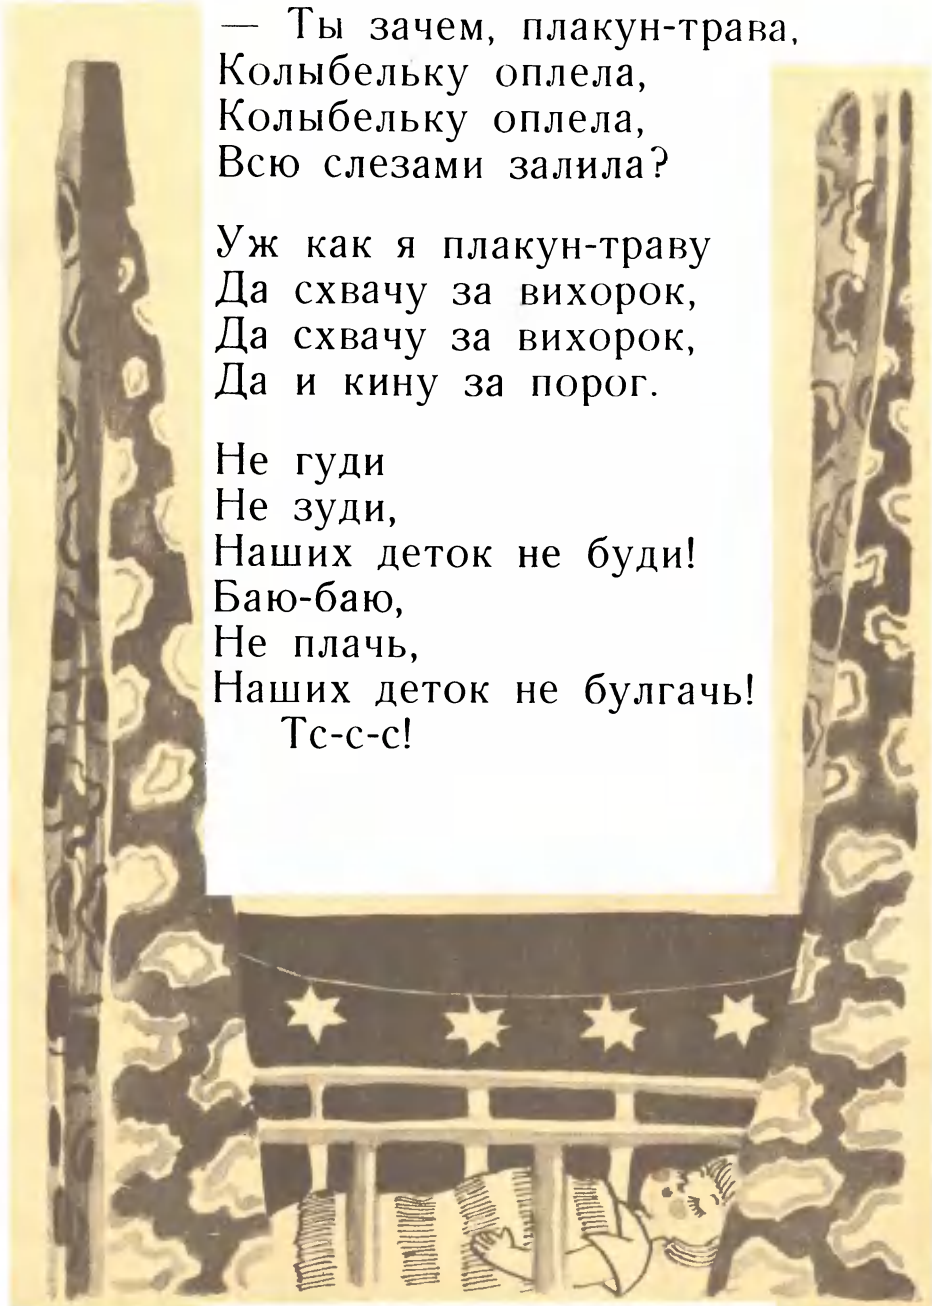 — Ты зачем, плакун-трава,
Колыбельку оплела,
Колыбельку оплела,
Всю слезами залила?

Уж как я плакун-траву
Да схвачу за вихорок,
Да схвачу за вихорок,
Да и кину за порог.

Не гуди
Не зуди,
Наших деток не буди!
Баю-баю,
Не плачь,
Наших деток не булгачь!
Тс-с-с!